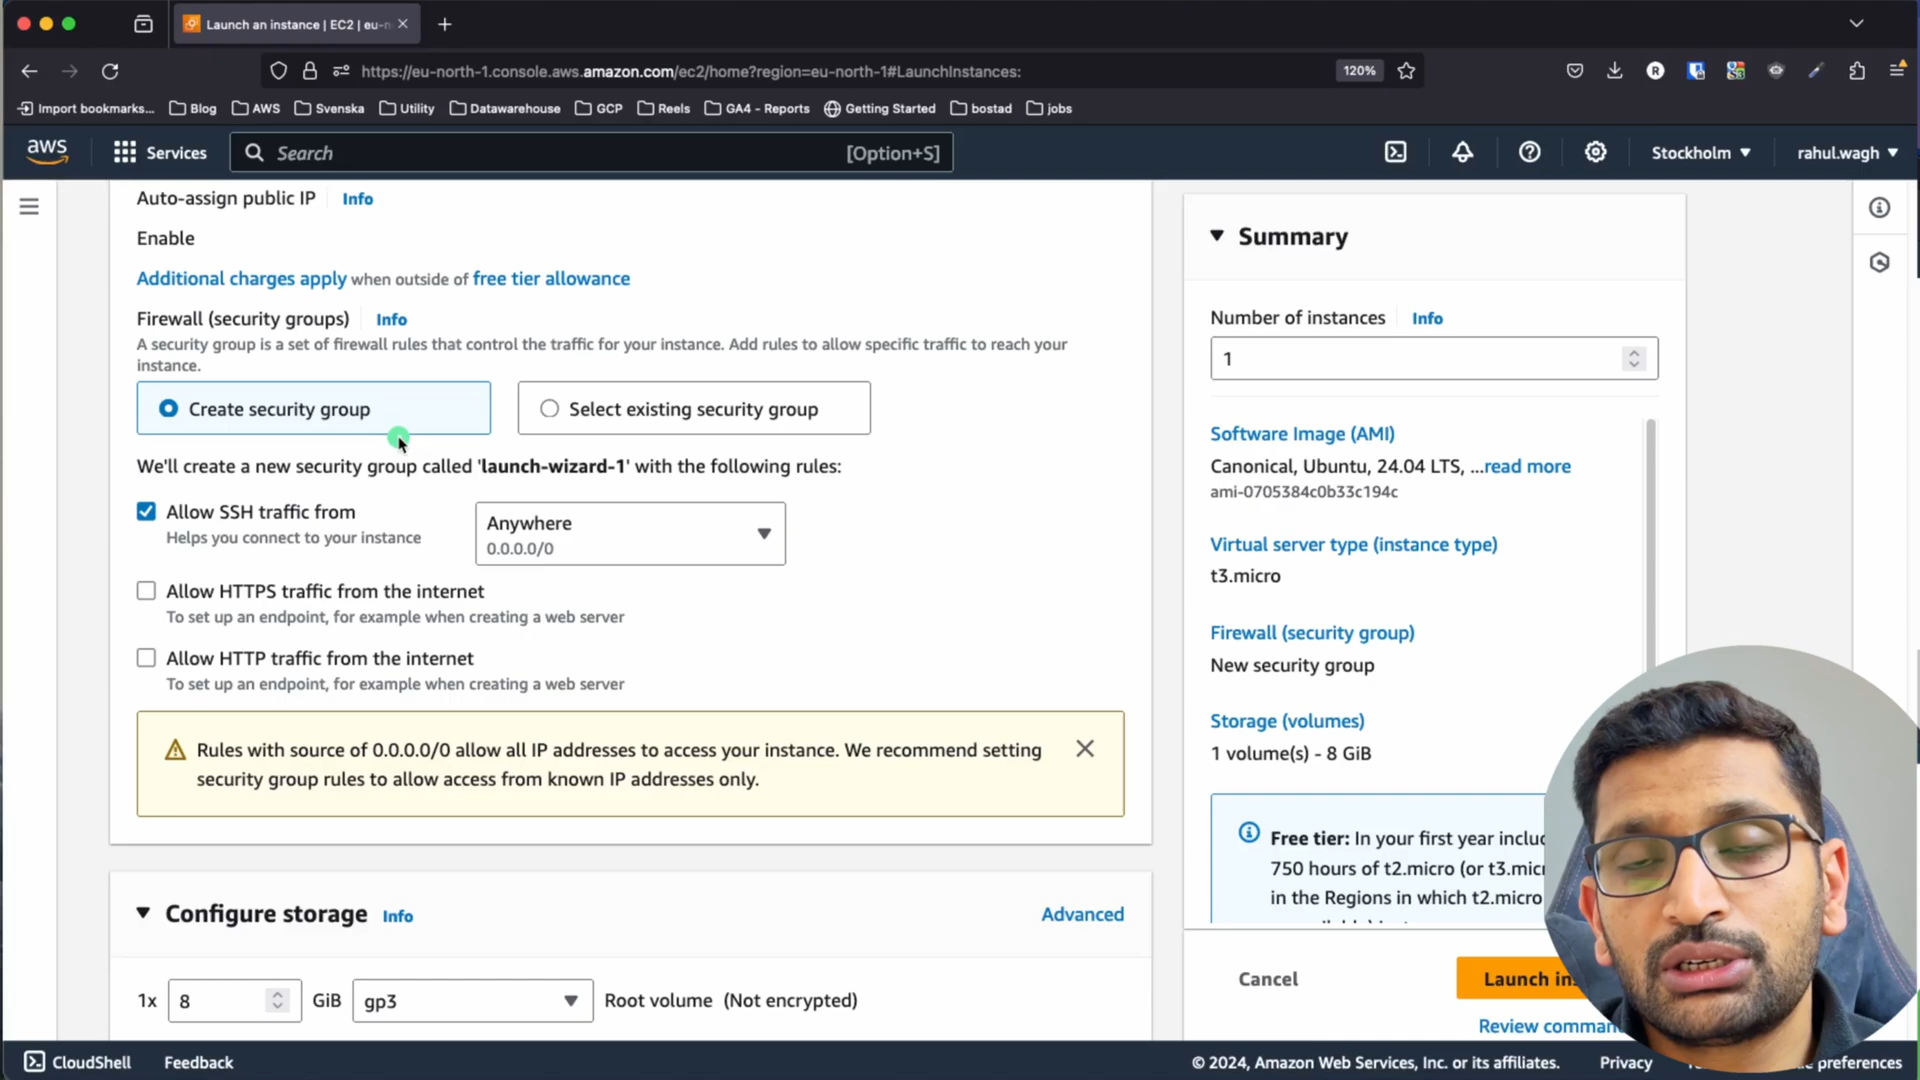 Launch an instance | EC2 | eu-n
https://eu-north-1.console.aws.amazon.com/ec2/home?region=eu-north-1#LaunchInstances:
120%
Import bookmarks...
Blog
AWS
Svenska
Utility
Datawarehouse
GCP
Reels
GA4 - Reports
Getting Started
bostad
jobs
aws
Services
Search
[Option+S]
Stockholm
rahul.wagh
Auto-assign public IP
Info
Enable
Additional charges apply when outside of free tier allowance
Firewall (security groups)
Info
A security group is a set of firewall rules that control the traffic for your instance. Add rules to allow specific traffic to reach your
instance.
Create security group
Select existing security group
We'll create a new security group called 'launch-wizard-1' with the following rules:
Allow SSH traffic from
Helps you connect to your instance
Anywhere
0.0.0.0/0
Allow HTTPS traffic from the internet
To set up an endpoint, for example when creating a web server
Allow HTTP traffic from the internet
To set up an endpoint, for example when creating a web server
Rules with source of 0.0.0.0/0 allow all IP addresses to access your instance. We recommend setting
security group rules to allow access from known IP addresses only.
Configure storage
Info
Advanced
1x
8
GiB
gp3
Root volume (Not encrypted)
Summary
Number of instances
Info
1
Software Image (AMI)
Canonical, Ubuntu, 24.04 LTS, ...read more
ami-0705384c0b33c194c
Virtual server type (instance type)
t3.micro
Firewall (security group)
New security group
Storage (volumes)
1 volume(s) - 8 GiB
Free tier: In your first year
750 hours of t2.micro (or
in the Regions in which t2.micro
Cancel
Launch
Review
CloudShell
Feedback
© 2024, Amazon Web Services, Inc. or its affiliates.
Privacy
preferences